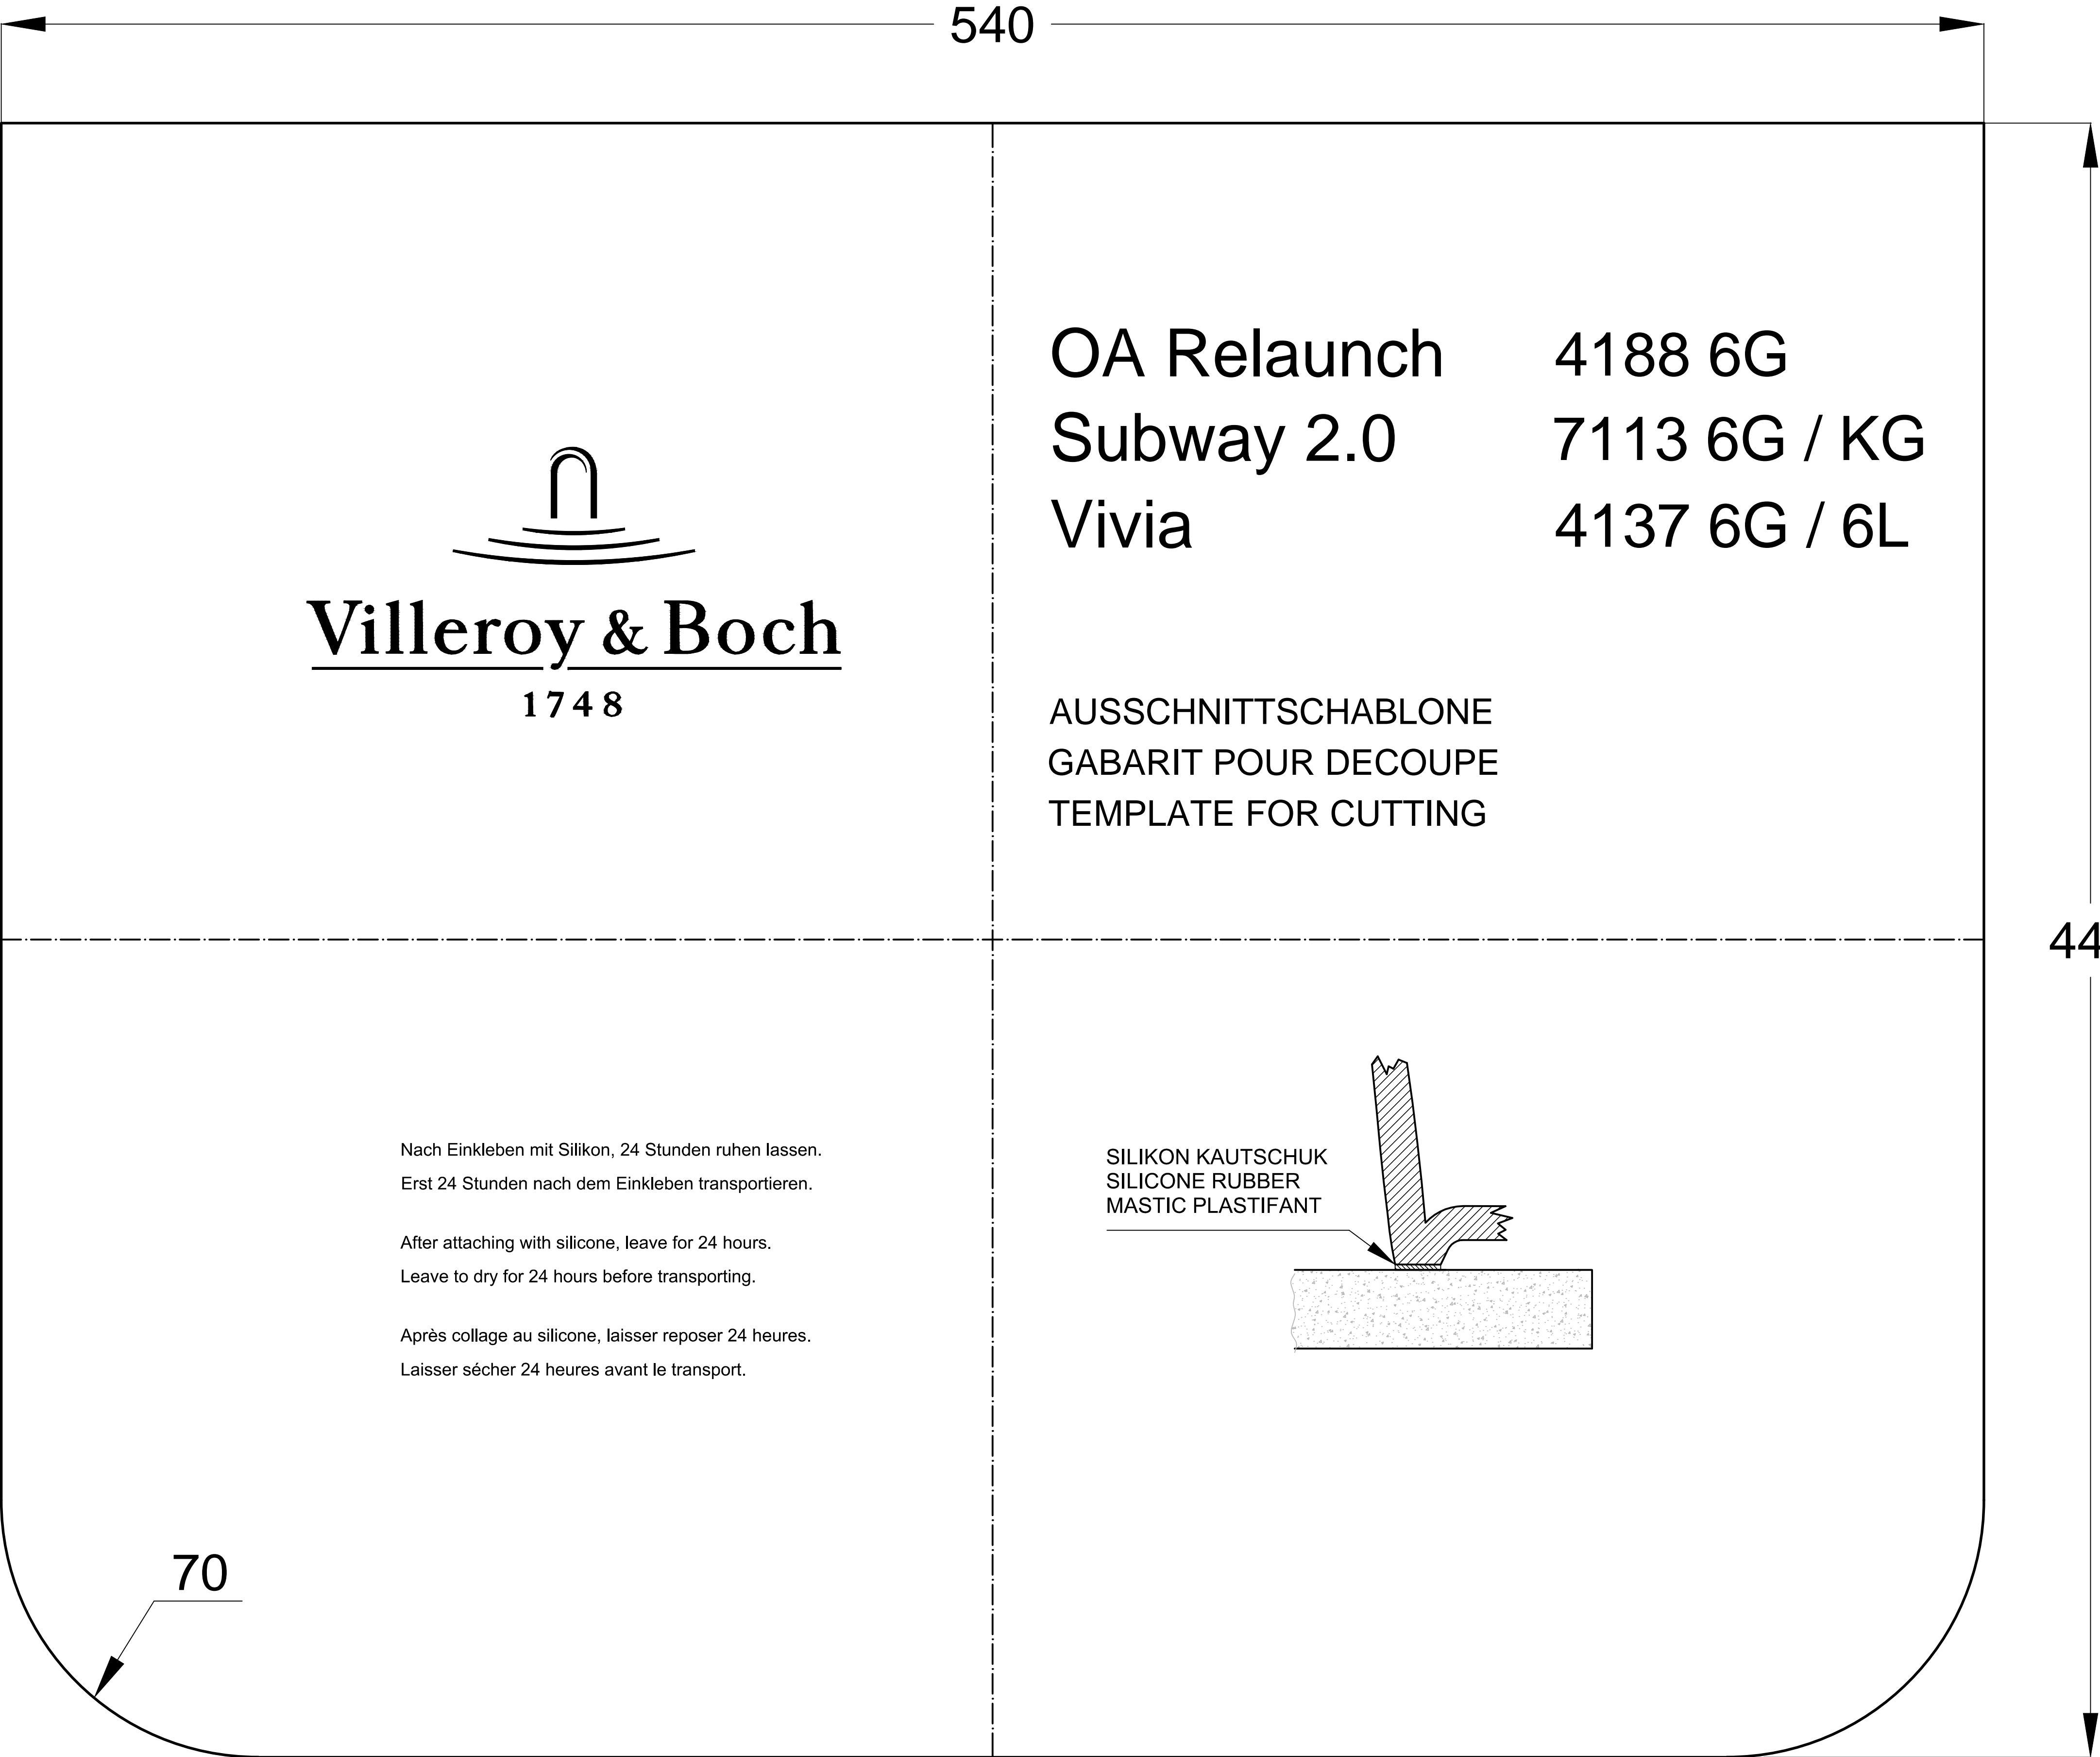 540
OA Relaunch 4188 6G
Subway 2.0 7113 6G / KG
Vivia 4137 6G / 6L
Villeroy & Boch
1748
AUSSCHNITTSCHABLONE
GABARIT POUR DECOUPE
TEMPLATE FOR CUTTING
44
Nach Einkleben mit Silikon, 24 Stunden ruhen lassen.
Erst 24 Stunden nach dem Einkleben transportieren.
After attaching with silicone, leave for 24 hours.
Leave to dry for 24 hours before transporting.
Après collage au silicone, laisser reposer 24 heures.
Laisser sécher 24 heures avant le transport.
SILIKON KAUTSCHUK
SILICONE RUBBER
MASTIC PLASTIFANT
70